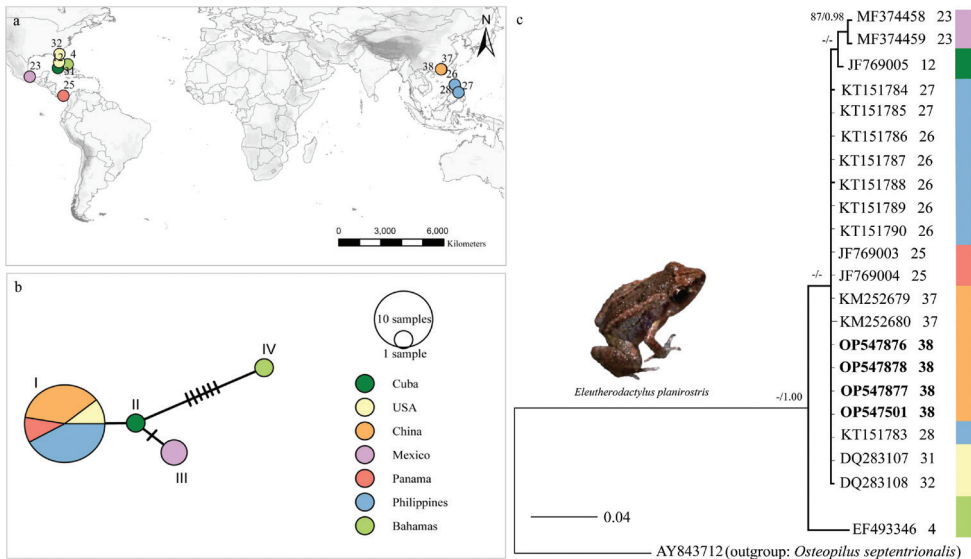 a
N
32
2
4
31
23
25
37
38
26
28
27
0 3,000 6,000
Kilometers
b
I
II
III
IV
10 samples
1 sample
Cuba
USA
China
Mexico
Panama
Philippines
Bahamas
c
87/0.98
MF374458 23
MF374459 23
-/-
JF769005 12
KT151784 27
KT151785 27
KT151786 26
KT151787 26
KT151788 26
KT151789 26
KT151790 26
JF769003 25
-/-
JF769004 25
KM252679 37
KM252680 37
OP547876 38
OP547878 38
OP547877 38
OP547501 38
KT151783 28
DQ283107 31
DQ283108 32
EF493346 4
Eleutherodactylus planirostris
-/1.00
0.04
AY843712 (outgroup: Osteopilus septentrionalis)